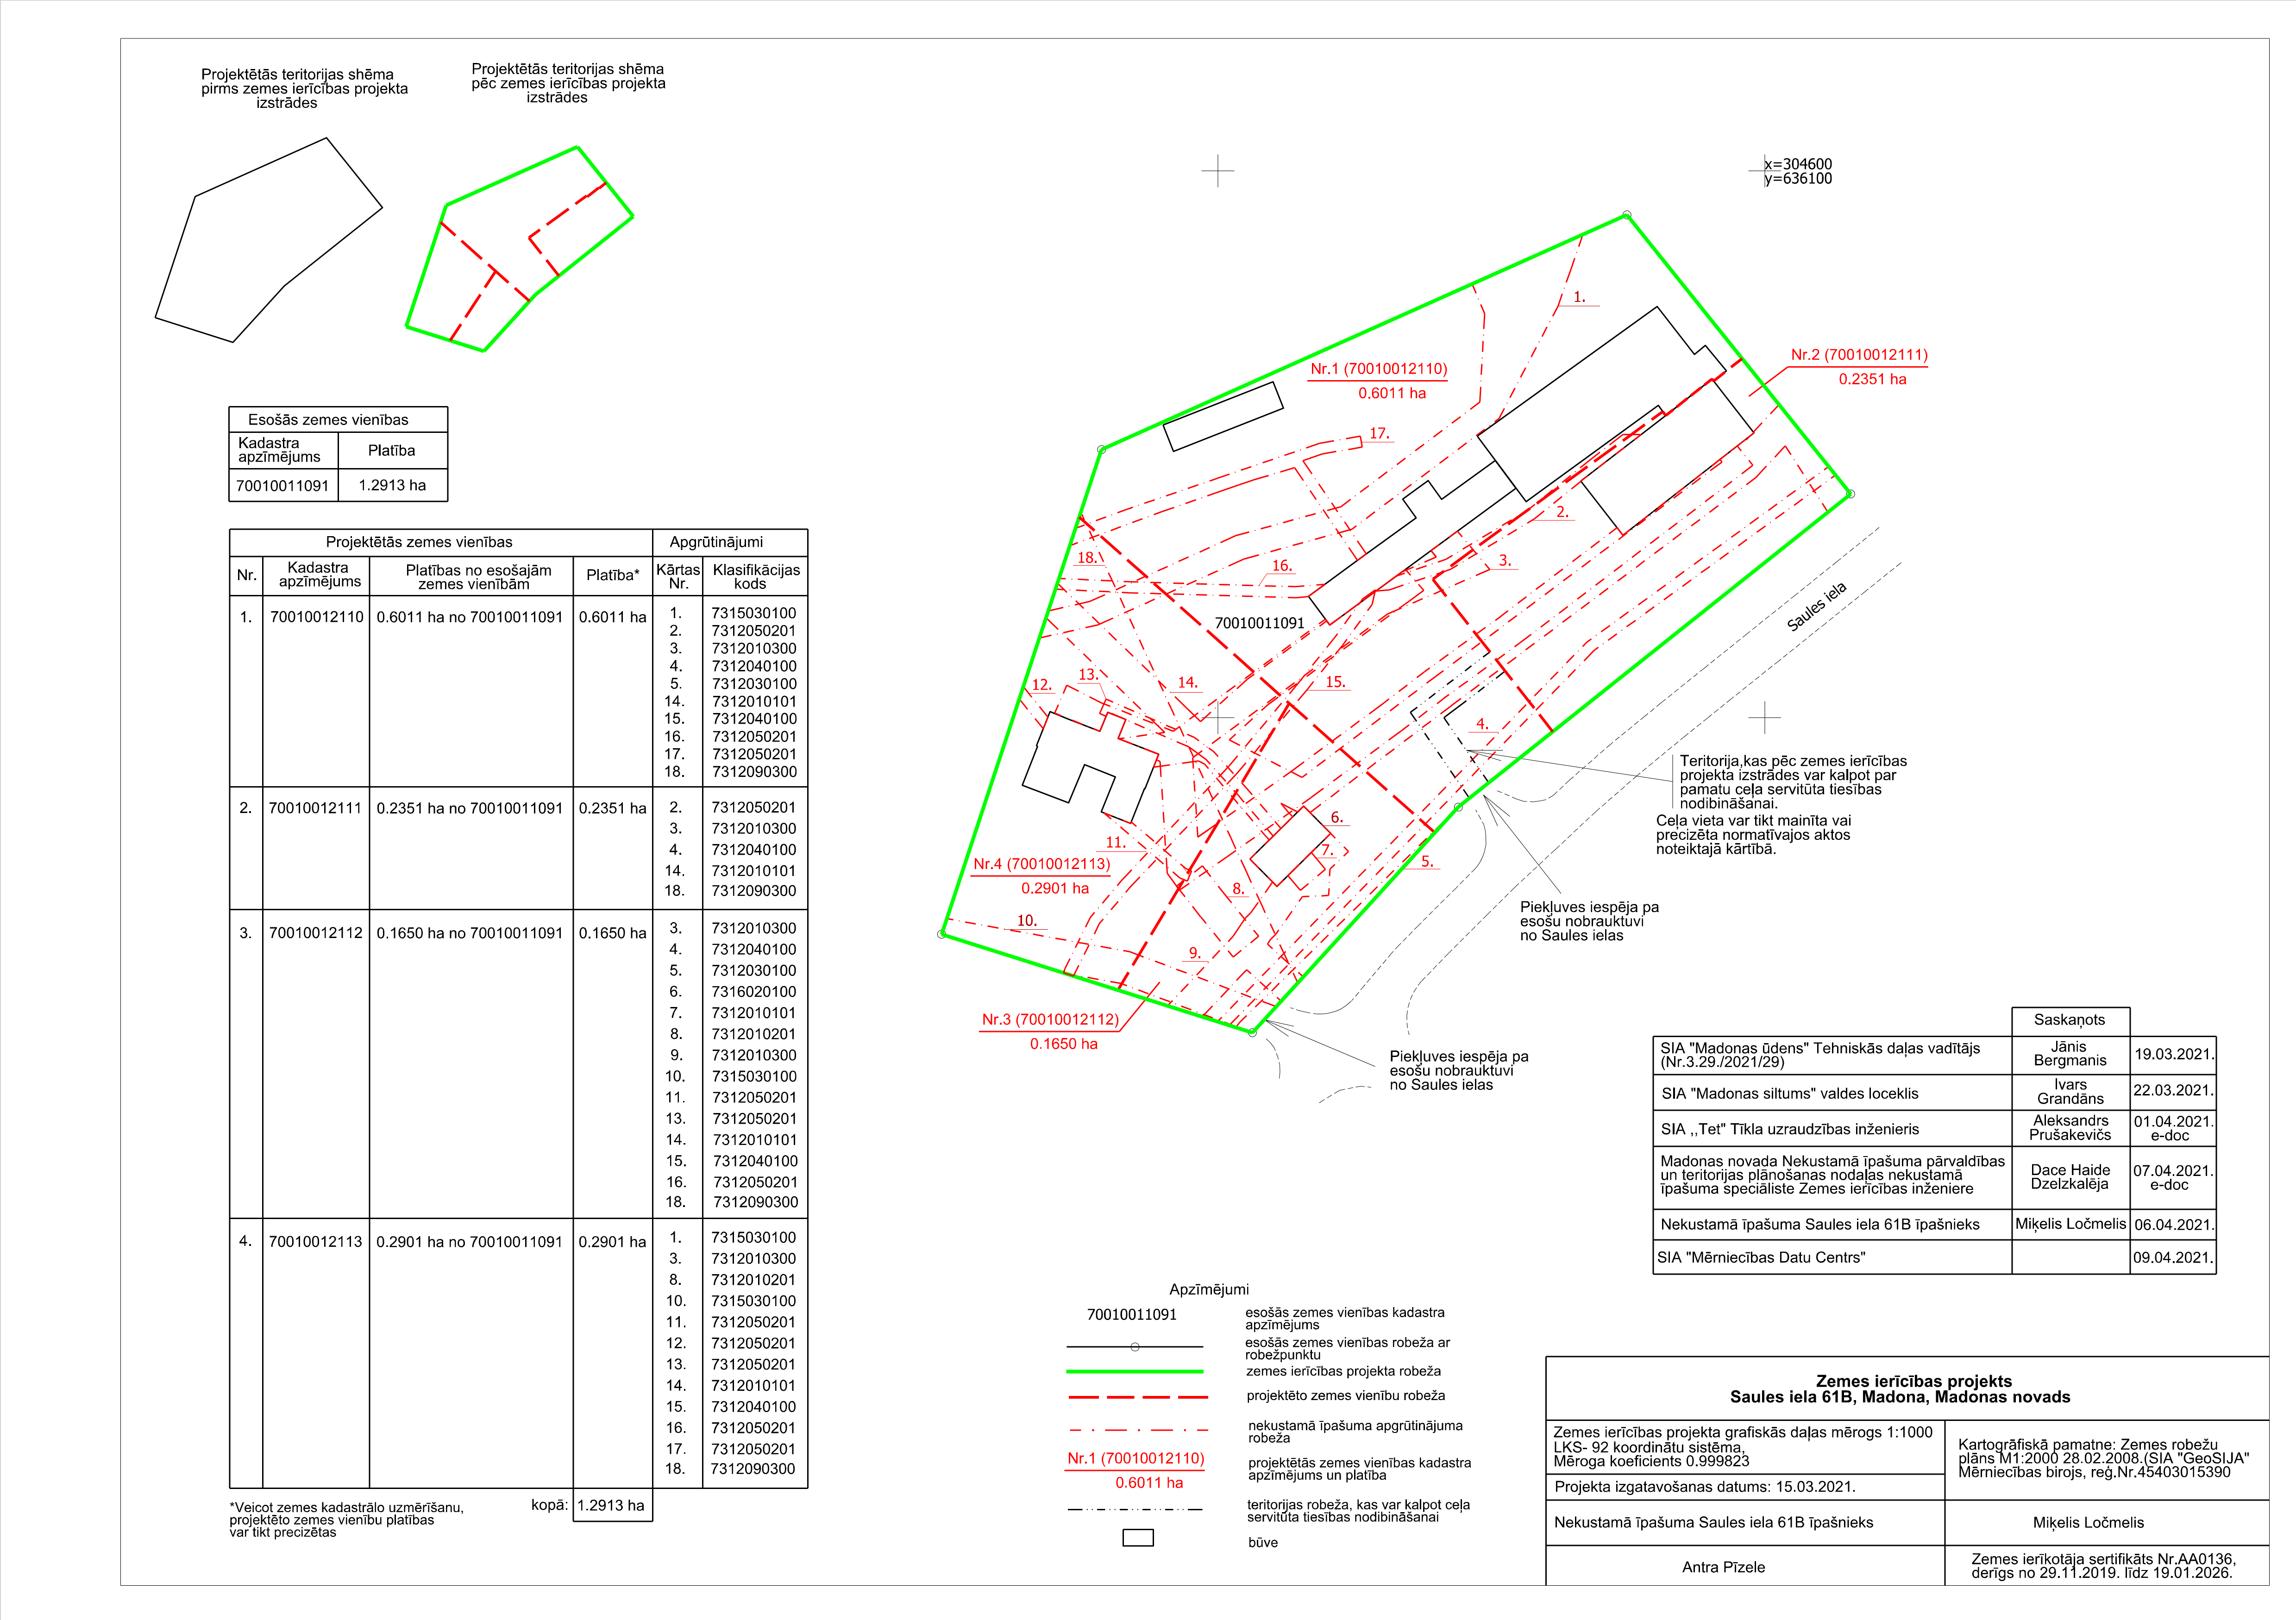 Projektētās teritorijas shēma
pirms zemes ierīcības projekta
izstrādes
Projektētās teritorijas shēma
pēc zemes ierīcības projekta
izstrādes
Esošās zemes vienības
Kadastra
apzīmējums
Platība
70010011091
1.2913 ha
Projektētās zemes vienības
Apgrūtinājumi
Nr.
Kadastra
apzīmējums
Platības no esošajām
zemes vienībām
Platība*
Kārtas
Nr.
Klasifikācijas
kods
1. 70010012110 0.6011 ha no 70010011091 0.6011 ha
1. 7315030100
2. 7312050201
3. 7312010300
4. 7312040100
5. 7312030100
14. 7312010101
15. 7312040100
16. 7312050201
17. 7312050201
18. 7312090300
2. 70010012111 0.2351 ha no 70010011091 0.2351 ha
2. 7312050201
3. 7312010300
4. 7312040100
14. 7312010101
18. 7312090300
3. 70010012112 0.1650 ha no 70010011091 0.1650 ha
3. 7312010300
4. 7312040100
5. 7312030100
6. 7316020100
7. 7312010101
8. 7312010201
9. 7312010300
10. 7315030100
11. 7312050201
13. 7312050201
14. 7312010101
15. 7312040100
16. 7312050201
18. 7312090300
4. 70010012113 0.2901 ha no 70010011091 0.2901 ha
1. 7315030100
3. 7312010300
8. 7312010201
10. 7315030100
11. 7312050201
12. 7312050201
13. 7312050201
14. 7312010101
15. 7312040100
16. 7312050201
17. 7312050201
18. 7312090300
*Veicot zemes kadastrālo uzmērīšanu,
projektēto zemes vienību platības
var tikt precizētas
kopā: 1.2913 ha
x=304600
y=636100
1.
Nr.1 (70010012110)
0.6011 ha
Nr.2 (70010012111)
0.2351 ha
17.
2.
18.
16.
3.
70010011091
Saules iela
12.
13.
14.
15.
4.
Teritorija,kas pēc zemes ierīcības
projekta izstrādes var kalpot par
pamatu ceļa servitūta tiesības
nodibināšanai.
Ceļa vieta var tikt mainīta vai
precizēta normatīvajos aktos
noteiktajā kārtībā.
6.
11.
7.
5.
Nr.4 (70010012113)
0.2901 ha
8.
10.
9.
Piekļuves iespēja pa
esošu nobrauktuvi
no Saules ielas
Nr.3 (70010012112)
0.1650 ha
Piekļuves iespēja pa
esošu nobrauktuvi
no Saules ielas
Saskaņots
SIA "Madonas ūdens" Tehniskās daļas vadītājs
(Nr.3.29./2021/29)
Jānis
Bergmanis
19.03.2021.
SIA "Madonas siltums" valdes loceklis
Ivars
Grandāns
22.03.2021.
SIA ,,Tet" Tīkla uzraudzības inženieris
Aleksandrs
Prušakevičs
01.04.2021.
e-doc
Madonas novada Nekustamā īpašuma pārvaldības
un teritorijas plānošanas nodaļas nekustamā
īpašuma speciāliste Zemes ierīcības inženiere
Dace Haide
Dzelzkalēja
07.04.2021.
e-doc
Nekustamā īpašuma Saules iela 61B īpašnieks
Miķelis Ločmelis
06.04.2021.
SIA "Mērniecības Datu Centrs"
09.04.2021.
Apzīmējumi
70010011091
esošās zemes vienības kadastra
apzīmējums
esošās zemes vienības robeža ar
robežpunktu
zemes ierīcības projekta robeža
projektēto zemes vienību robeža
nekustamā īpašuma apgrūtinājuma
robeža
Nr.1 (70010012110)
0.6011 ha
projektētās zemes vienības kadastra
apzīmējums un platība
teritorijas robeža, kas var kalpot ceļa
servitūta tiesības nodibināšanai
būve
Zemes ierīcības projekts
Saules iela 61B, Madona, Madonas novads
Zemes ierīcības projekta grafiskās daļas mērogs 1:1000
LKS- 92 koordinātu sistēma,
Mēroga koeficients 0.999823
Projekta izgatavošanas datums: 15.03.2021.
Kartogrāfiskā pamatne: Zemes robežu
plāns M1:2000 28.02.2008.(SIA "GeoSIJA"
Mērniecības birojs, reģ.Nr.45403015390
Nekustamā īpašuma Saules iela 61B īpašnieks
Miķelis Ločmelis
Antra Pīzele
Zemes ierīkotāja sertifikāts Nr.AA0136,
derīgs no 29.11.2019. līdz 19.01.2026.